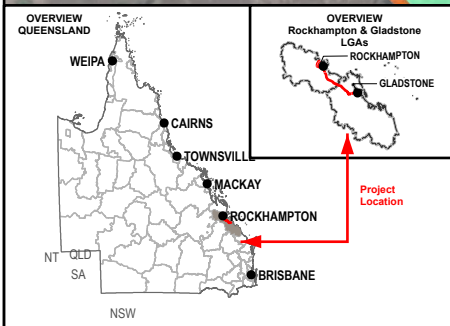 OVERVIEW
QUEENSLAND
WEIPA
CAIRNS
TOWNSVILLE
MACKAY
ROCKHAMPTON
BRISBANE
NT
QLD
SA
NSW
OVERVIEW
Rockhampton & Gladstone
LGAs
ROCKHAMPTON
GLADSTONE
Project
Location